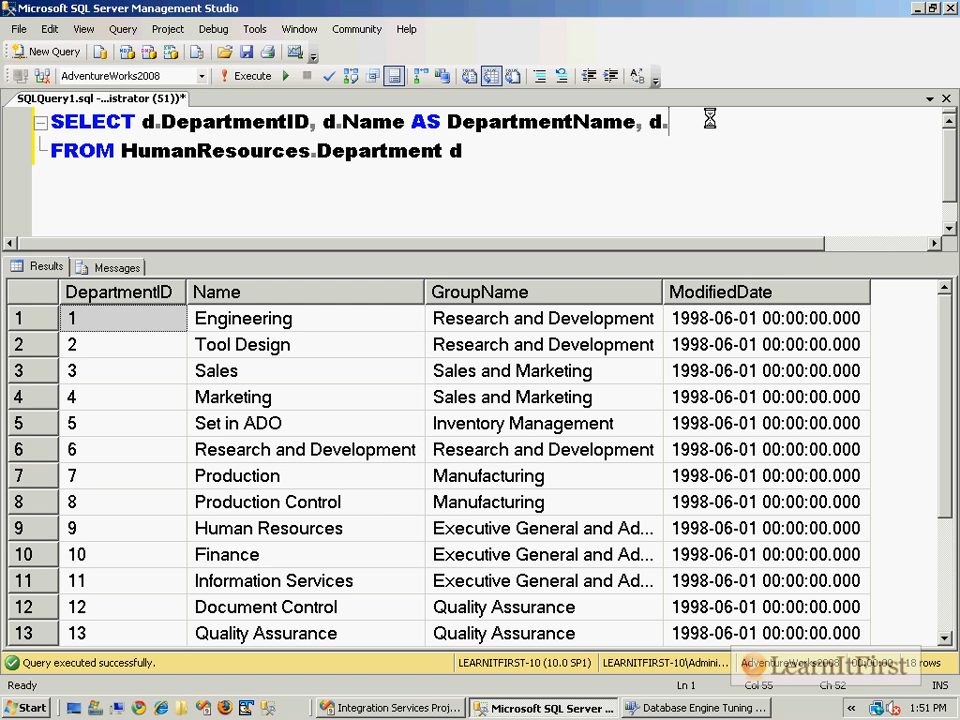 Microsoft SQL Server Management Studio
File Edit View Query Project Debug Tools Window Community Help
New Query
AdventureWorks2008 Execute
SQLQuery1.sql -...istrator (51))*
SELECT d.DepartmentID, d.Name AS DepartmentName, d.
FROM HumanResources.Department d
Results Messages
DepartmentID Name GroupName ModifiedDate
1 1 Engineering Research and Development 1998-06-01 00:00:00.000
2 2 Tool Design Research and Development 1998-06-01 00:00:00.000
3 3 Sales Sales and Marketing 1998-06-01 00:00:00.000
4 4 Marketing Sales and Marketing 1998-06-01 00:00:00.000
5 5 Set in ADO Inventory Management 1998-06-01 00:00:00.000
6 6 Research and Development Research and Development 1998-06-01 00:00:00.000
7 7 Production Manufacturing 1998-06-01 00:00:00.000
8 8 Production Control Manufacturing 1998-06-01 00:00:00.000
9 9 Human Resources Executive General and Ad... 1998-06-01 00:00:00.000
10 10 Finance Executive General and Ad... 1998-06-01 00:00:00.000
11 11 Information Services Executive General and Ad... 1998-06-01 00:00:00.000
12 12 Document Control Quality Assurance 1998-06-01 00:00:00.000
13 13 Quality Assurance Quality Assurance 1998-06-01 00:00:00.000
Query executed successfully. LEARNITFIRST-10 (10.0 SP1) LEARNITFIRST-10\Admini... AdventureWorks2008 00:00:00 18 rows
LearnItFirst
Ready Ln 1 Col 55 Ch 52 INS
Start Integration Services Proj... Microsoft SQL Server ... Database Engine Tuning ... « 1:51 PM